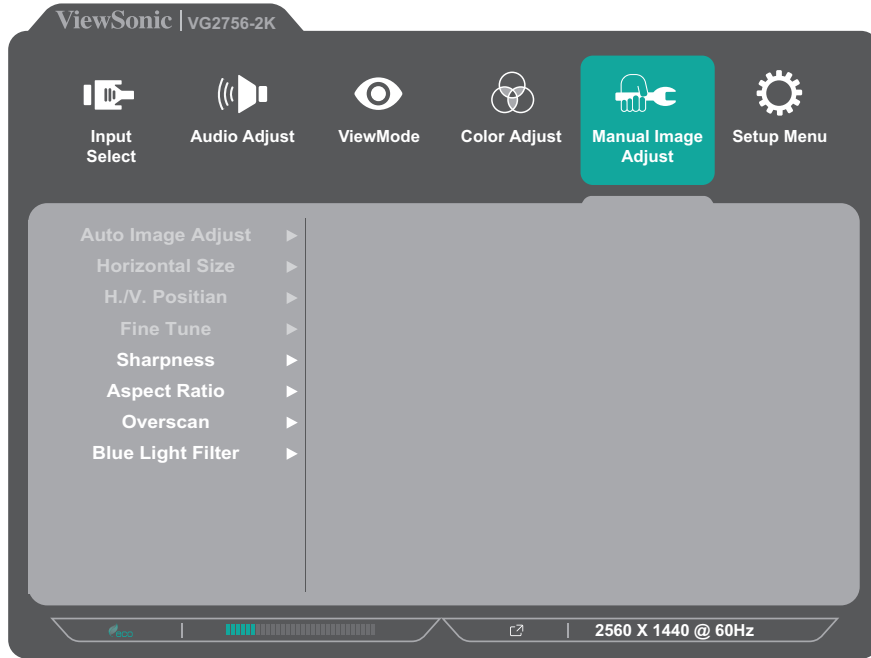 ViewSonic | VG2756-2K
Input Select
Audio Adjust
ViewMode
Color Adjust
Manual Image Adjust
Setup Menu
Auto Image Adjust
Horizontal Size
H./V. Positian
Fine Tune
Sharpness
Aspect Ratio
Overscan
Blue Light Filter
eco
2560 X 1440 @ 60Hz